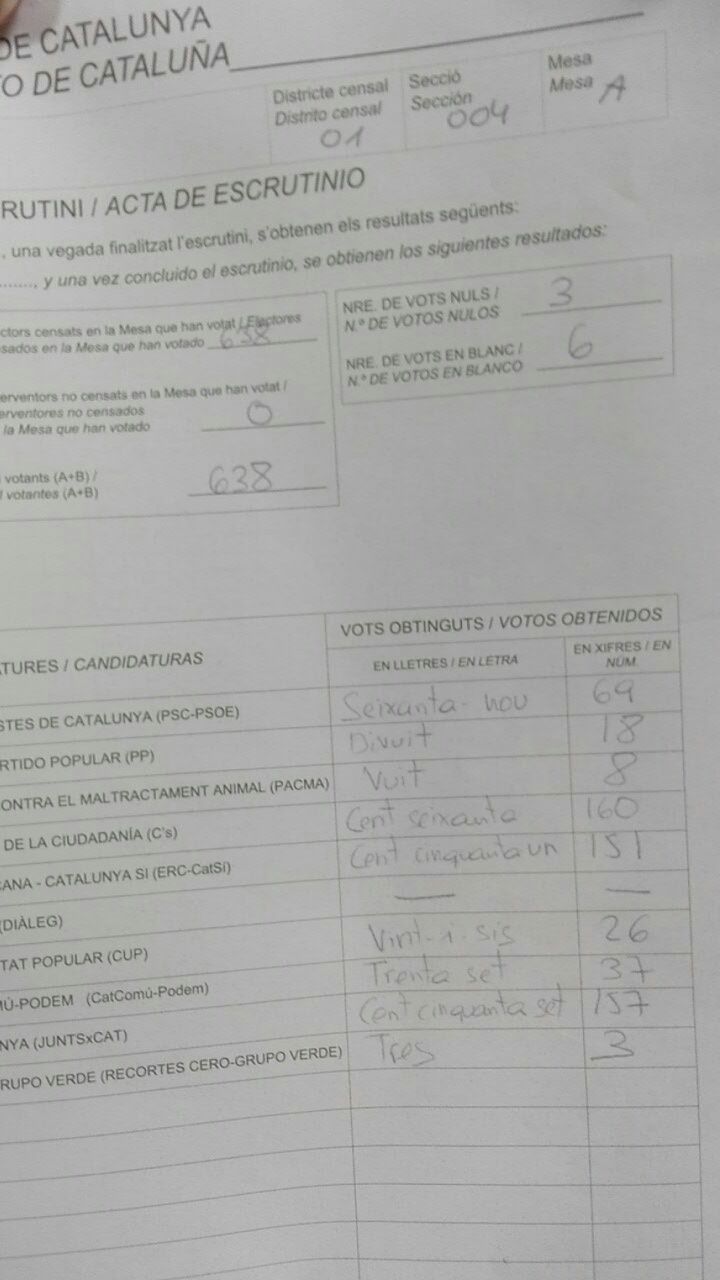 DE CATALUNYA
O DE CATALUÑA
Districte censal
Distrito censal
01
Secció
Sección
004
Mesa
Mesa A
RUTINI / ACTA DE ESCRUTINIO
, una vegada finalitzat l'escrutini, s'obtenen els resultats següents:
......., y una vez concluido el escrutinio, se obtienen los siguientes resultados:
ctors censats en la Mesa que han votat / Electores
sados en la Mesa que han votado 638
erventors no censats en la Mesa que han votat /
erventores no censados
la Mesa que han votado 0
votants (A+B) /
l votantes (A+B) 638
NRE. DE VOTS NULS /
N.º DE VOTOS NULOS 3
NRE. DE VOTS EN BLANC /
N.º DE VOTOS EN BLANCO 6
TURES / CANDIDATURAS
VOTS OBTINGUTS / VOTOS OBTENIDOS
EN LLETRES / EN LETRA
EN XIFRES / EN
NÚM.
STES DE CATALUNYA (PSC-PSOE) Seixanta-nou 69
RTIDO POPULAR (PP) Divuit 18
ONTRA EL MALTRACTAMENT ANIMAL (PACMA) Vuit 8
DE LA CIUDADANÍA (C's) Cent seixanta 160
CANA - CATALUNYA SI (ERC-CatSí) Cent cinquanta un 151
(DIÀLEG) — —
TAT POPULAR (CUP) Vint-i-sis 26
MÚ-PODEM (CatComú-Podem) Trenta set 37
NYA (JUNTSxCAT) Cent cinquanta set 157
RUPO VERDE (RECORTES CERO-GRUPO VERDE) Tres 3